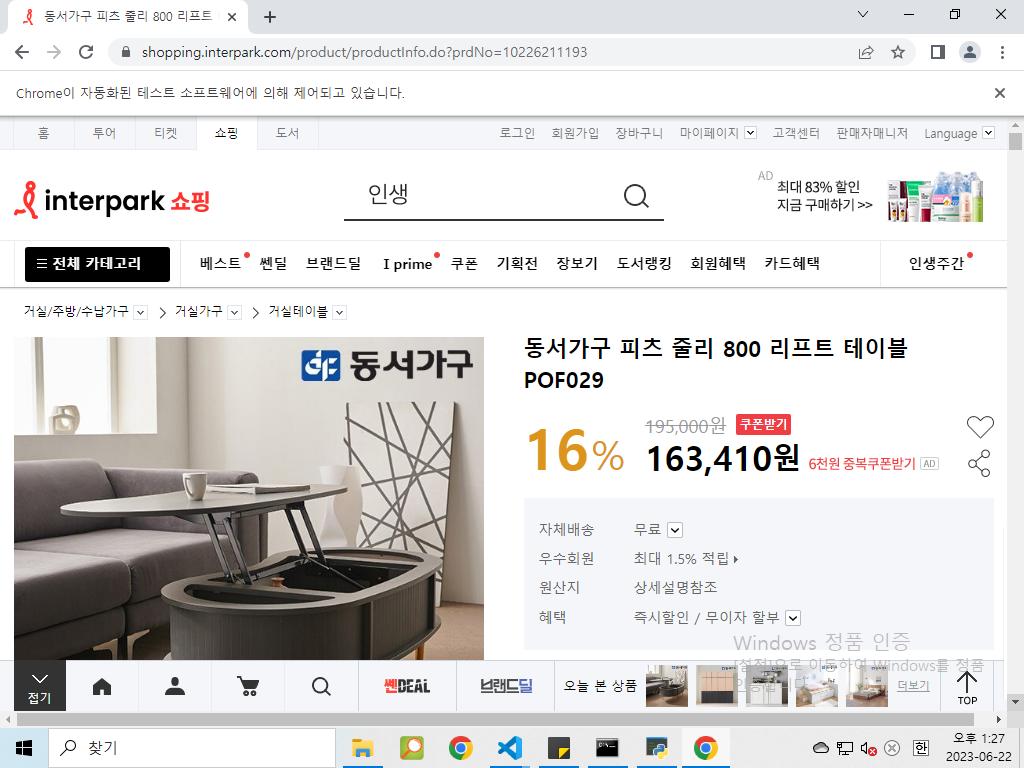 동서가구 피츠 줄리 800 리프트
shopping.interpark.com/product/productInfo.do?prdNo=10226211193
Chrome이 자동화된 테스트 소프트웨어에 의해 제어되고 있습니다.
홈 투어 티켓 쇼핑 도서 로그인 회원가입 장바구니 마이페이지 고객센터 판매자매니저 Language
interpark 쇼핑
인생
AD
최대 83% 할인
지금 구매하기 >>
전체 카테고리 베스트 쎈딜 브랜드딜 I prime 쿠폰 기획전 장보기 도서랭킹 회원혜택 카드혜택 인생주간
거실/주방/수납가구 거실가구 거실테이블
동서가구
동서가구 피츠 줄리 800 리프트 테이블
POF029
16%
195,000원 쿠폰받기
163,410원 6천원 중복쿠폰받기 AD
자체배송 무료
우수회원 최대 1.5% 적립
원산지 상세설명참조
혜택 즉시할인 / 무이자 할부
Windows 정품 인증
[설정]으로 이동하여 Windows를 정품
접기
쎈DEAL
브랜드딜
오늘 본 상품
더보기
TOP
찾기
한
오후 1:27
2023-06-22